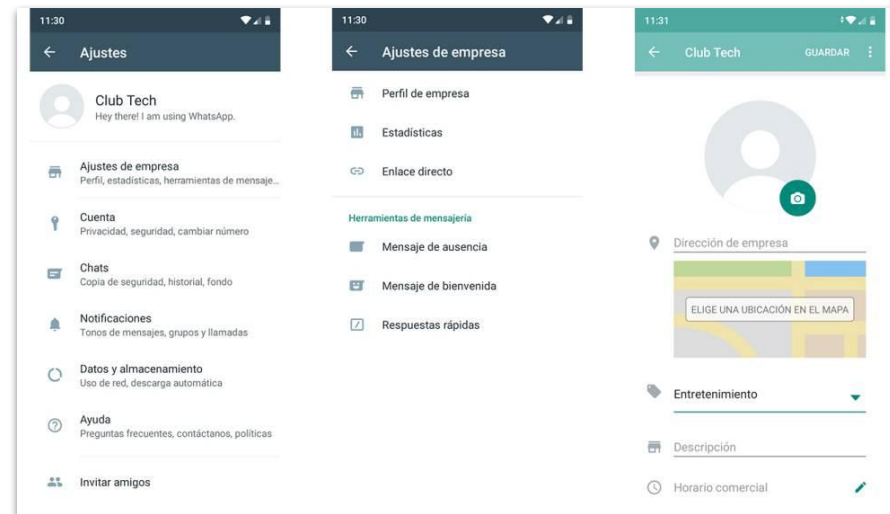 11:30
Ajustes
Club Tech
Hey there! I am using WhatsApp.
Ajustes de empresa
Perfil, estadísticas, herramientas de mensaje...
Cuenta
Privacidad, seguridad, cambiar número
Chats
Copia de seguridad, historial, fondo
Notificaciones
Tonos de mensajes, grupos y llamadas
Datos y almacenamiento
Uso de red, descarga automática
Ayuda
Preguntas frecuentes, contáctanos, políticas
Invitar amigos
11:30
Ajustes de empresa
Perfil de empresa
Estadísticas
Enlace directo
Herramientas de mensajería
Mensaje de ausencia
Mensaje de bienvenida
Respuestas rápidas
11:31
Club Tech GUARDAR
Dirección de empresa
ELIGE UNA UBICACIÓN EN EL MAPA
Entretenimiento
Descripción
Horario comercial